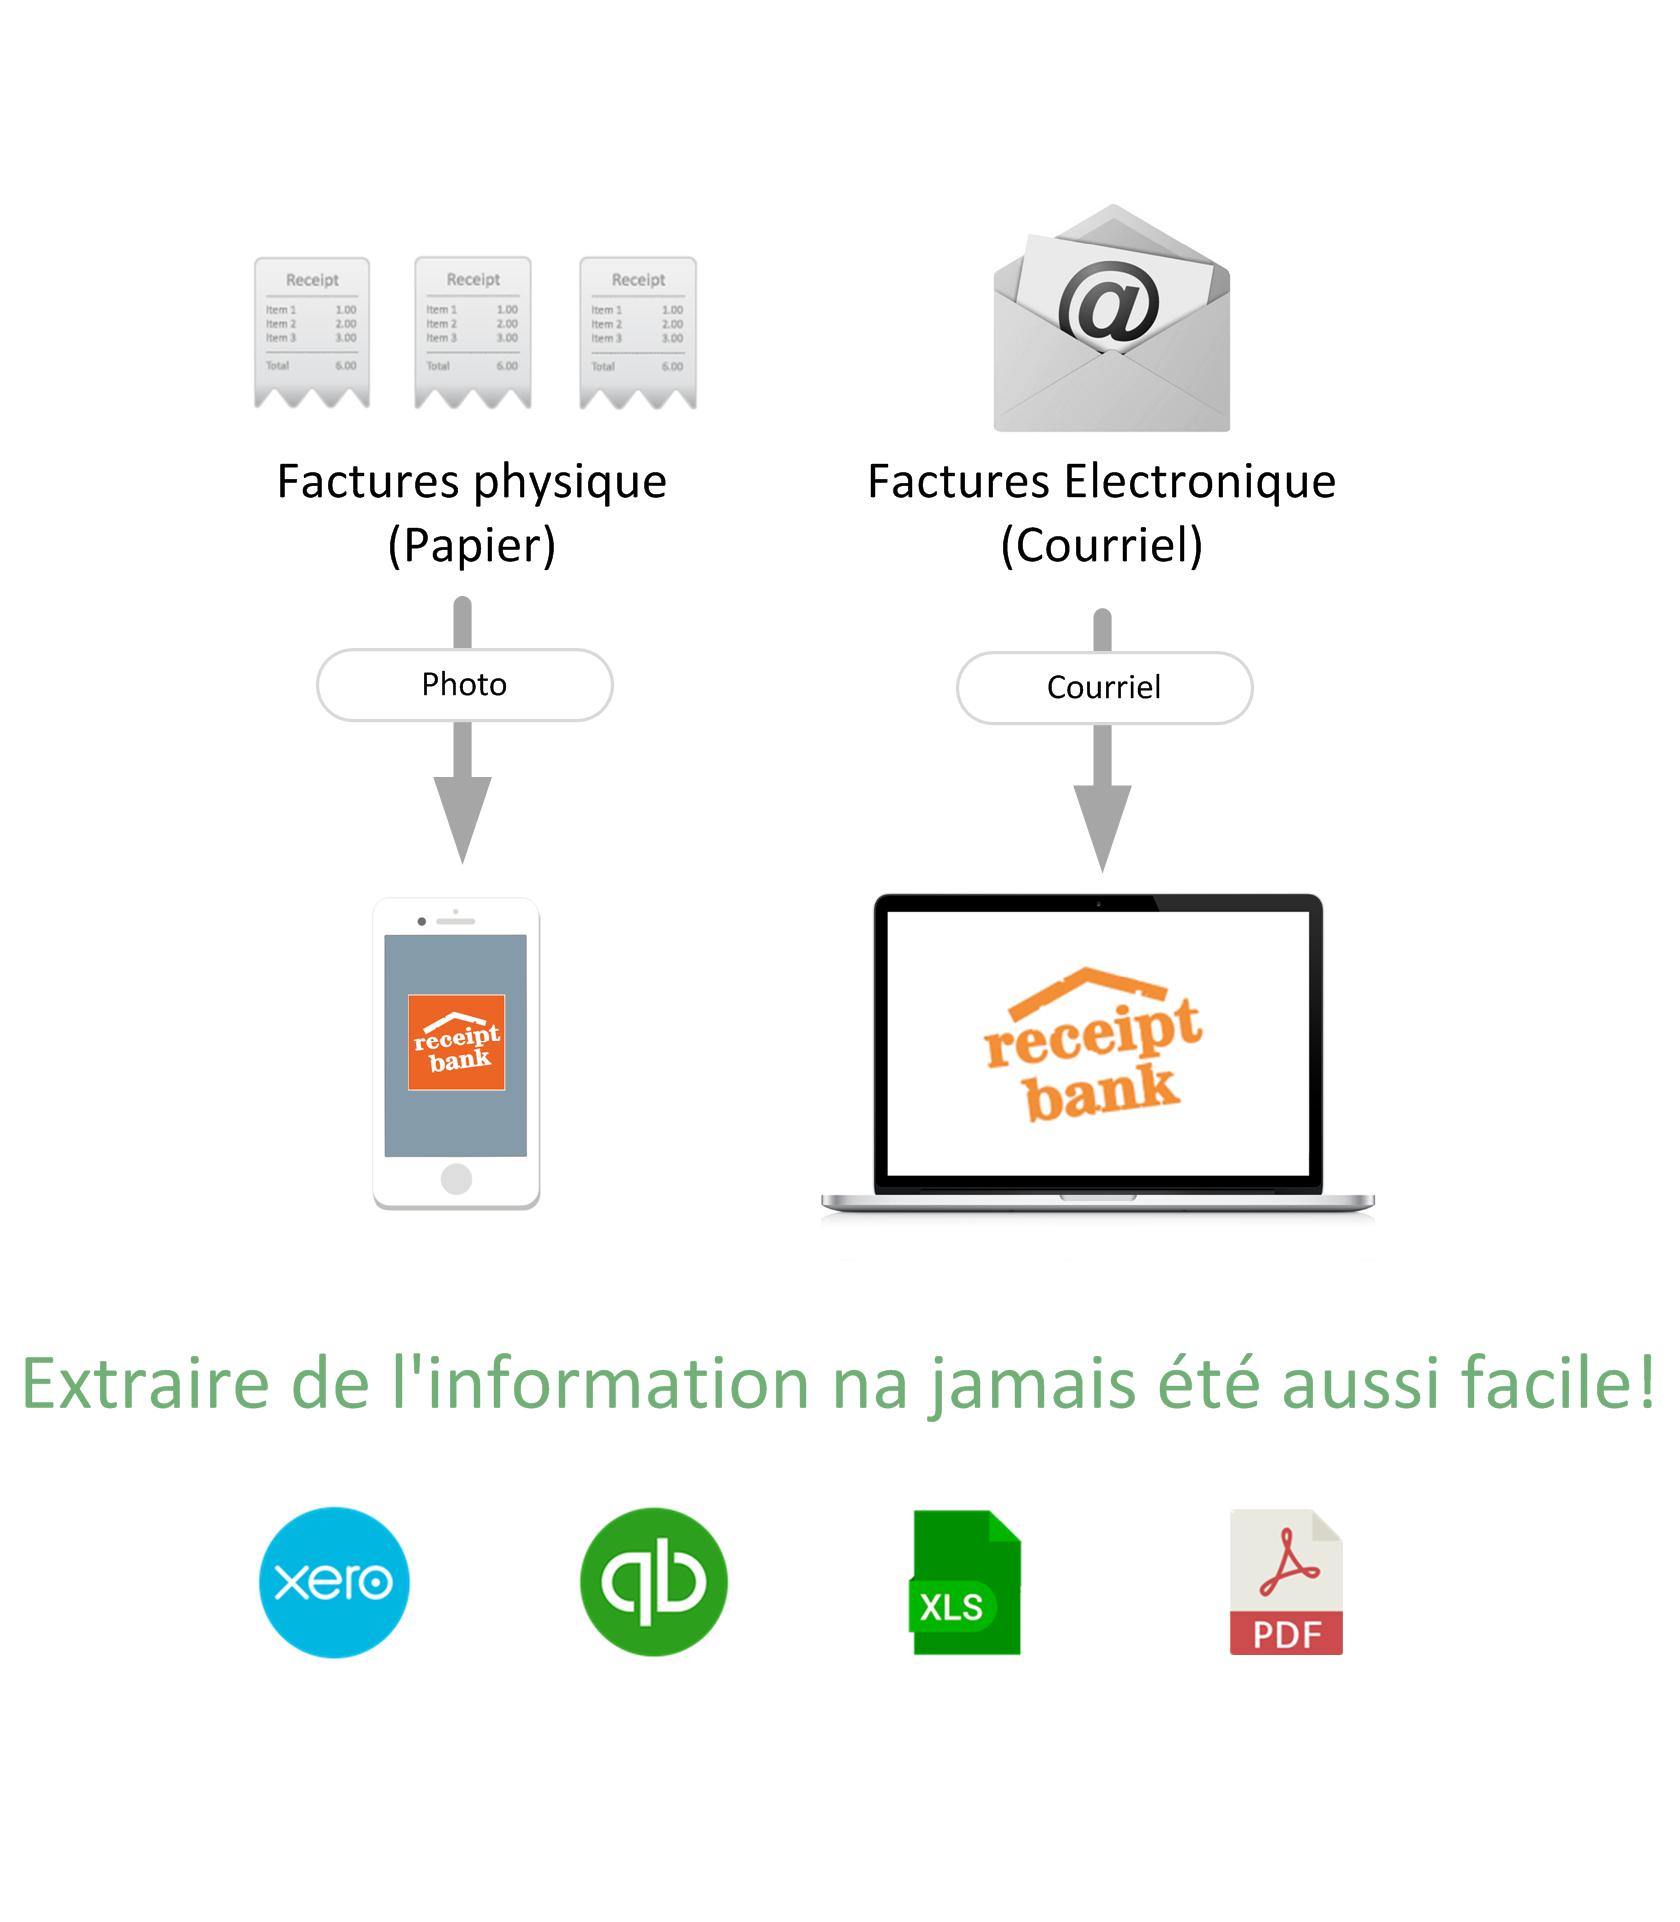 Receipt
Item 1 1.00
Item 2 2.00
Item 3 3.00
Total 6.00
Receipt
Item 1 1.00
Item 2 2.00
Item 3 3.00
Total 6.00
Receipt
Item 1 1.00
Item 2 2.00
Item 3 3.00
Total 6.00
@
Factures physique
(Papier)
Factures Electronique
(Courriel)
Photo
Courriel
receipt
bank
receipt
bank
Extraire de l'information na jamais été aussi facile!
xero
qb
XLS
PDF